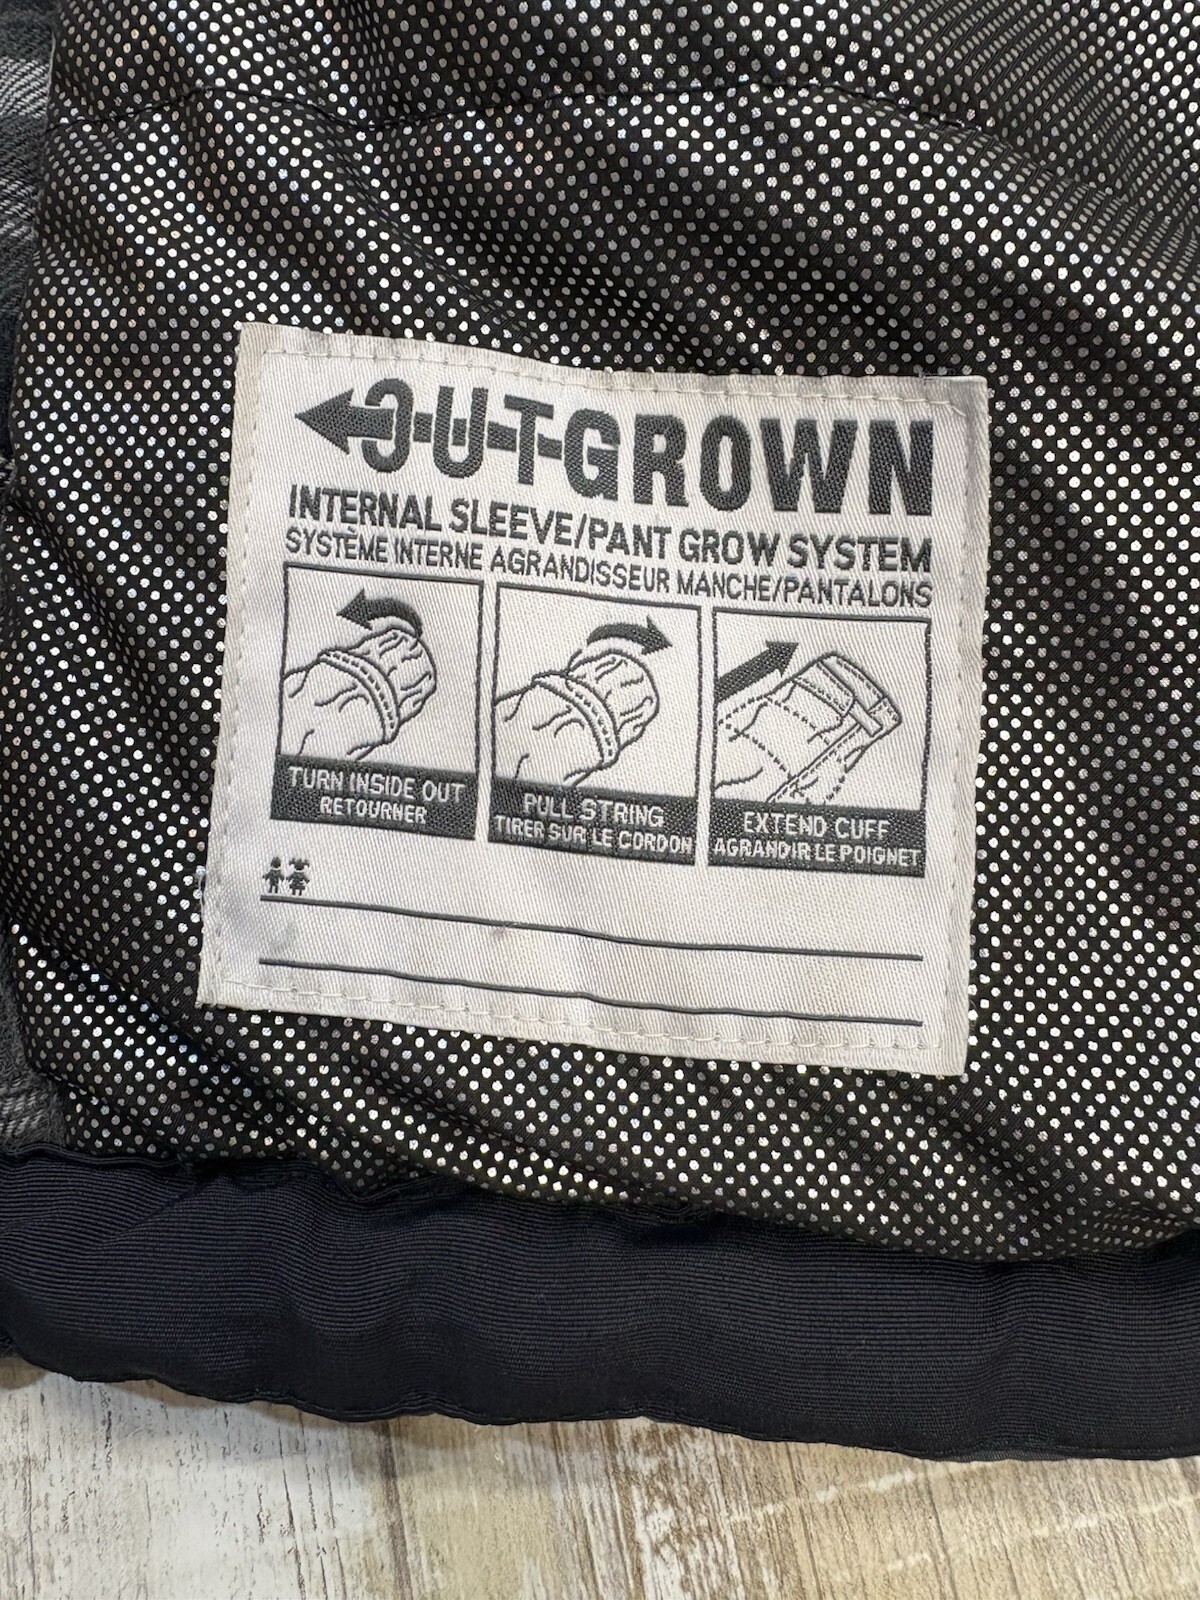 OUTGROWN
INTERNAL SLEEVE/PANT GROW SYSTEM
SYSTÈME INTERNE AGRANDISSEUR MANCHE/PANTALONS
TURN INSIDE OUT
RETOURNER
PULL STRING
TIRER SUR LE CORDON
EXTEND CUFF
AGRANDIR LE POIGNET